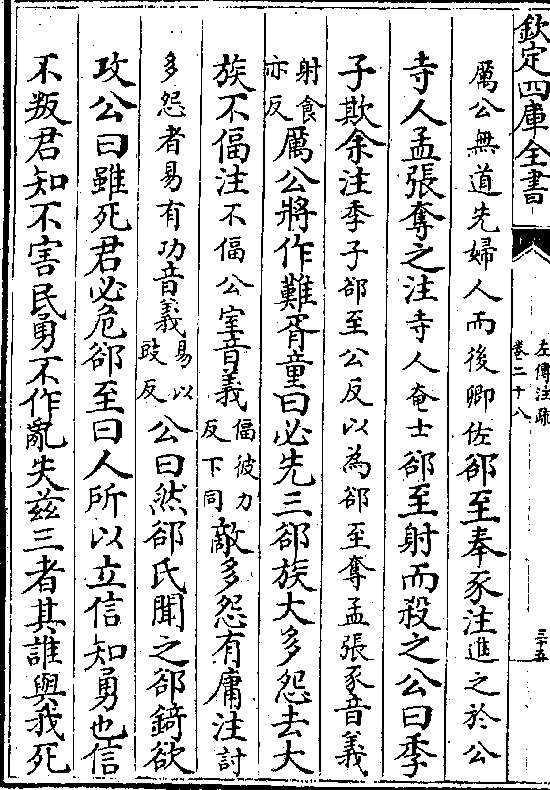 欽定四庫全書
左傳注疏
卷二十八
三十五
厲公無道先婦人而後卿佐郤至奉豕注進之於公
寺人孟張奪之注寺人奄士郤至射而殺之公曰季
子欺余注季子郤至公反以為郤至奪孟張豕音義
射食
亦反
厲公將作難胥童曰必先三郤族大多怨去大
族不偪注不偪公室音義
偪彼力
反下同
敵多怨有庸注討
多怨者易有功音義
易以
豉反
公曰然郤氏聞之郤錡欲
攻公曰雖死君必危郤至曰人所以立信知勇也信
不叛君知不害民勇不作亂失兹三者其誰與我死